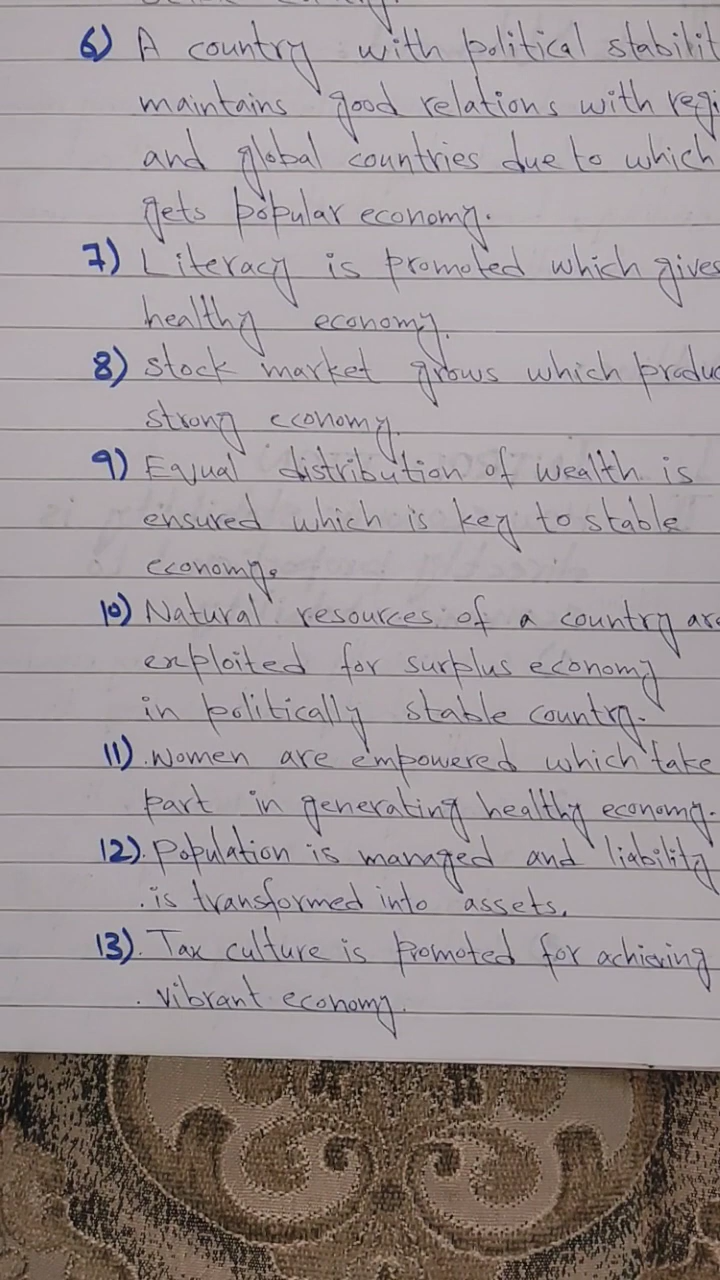 6) A country with political stabilit
maintains good relations with regi
and global countries due to which
gets popular economy.
7) Literacy is promoted which gives
healthy economy.
8) Stock market grows which produc
strong economy.
9) Equal distribution of wealth is
ensured which is key to stable
economy.
10) Natural resources of a country are
exploited for surplus economy
in politically stable country.
11). Women are empowered which take
part in generating healthy economy.
12). Population is managed and liability
. is transformed into assets.
13). Tax culture is promoted for achieving
. vibrant economy.